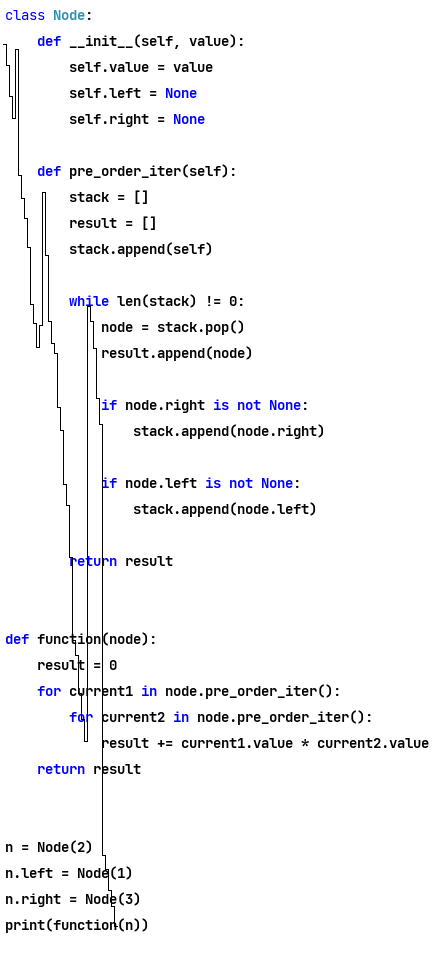 class Node:
    def __init__(self, value):
        self.value = value
        self.left = None
        self.right = None
    def pre_order_iter(self):
        stack = []
        result = []
        stack.append(self)
        while len(stack) != 0:
            node = stack.pop()
            result.append(node)
            if node.right is not None:
                stack.append(node.right)
            if node.left is not None:
                stack.append(node.left)
        return result
def function(node):
    result = 0
    for current1 in node.pre_order_iter():
        for current2 in node.pre_order_iter():
            result += current1.value * current2.value
    return result
n = Node(2)
n.left = Node(1)
n.right = Node(3)
print(function(n))